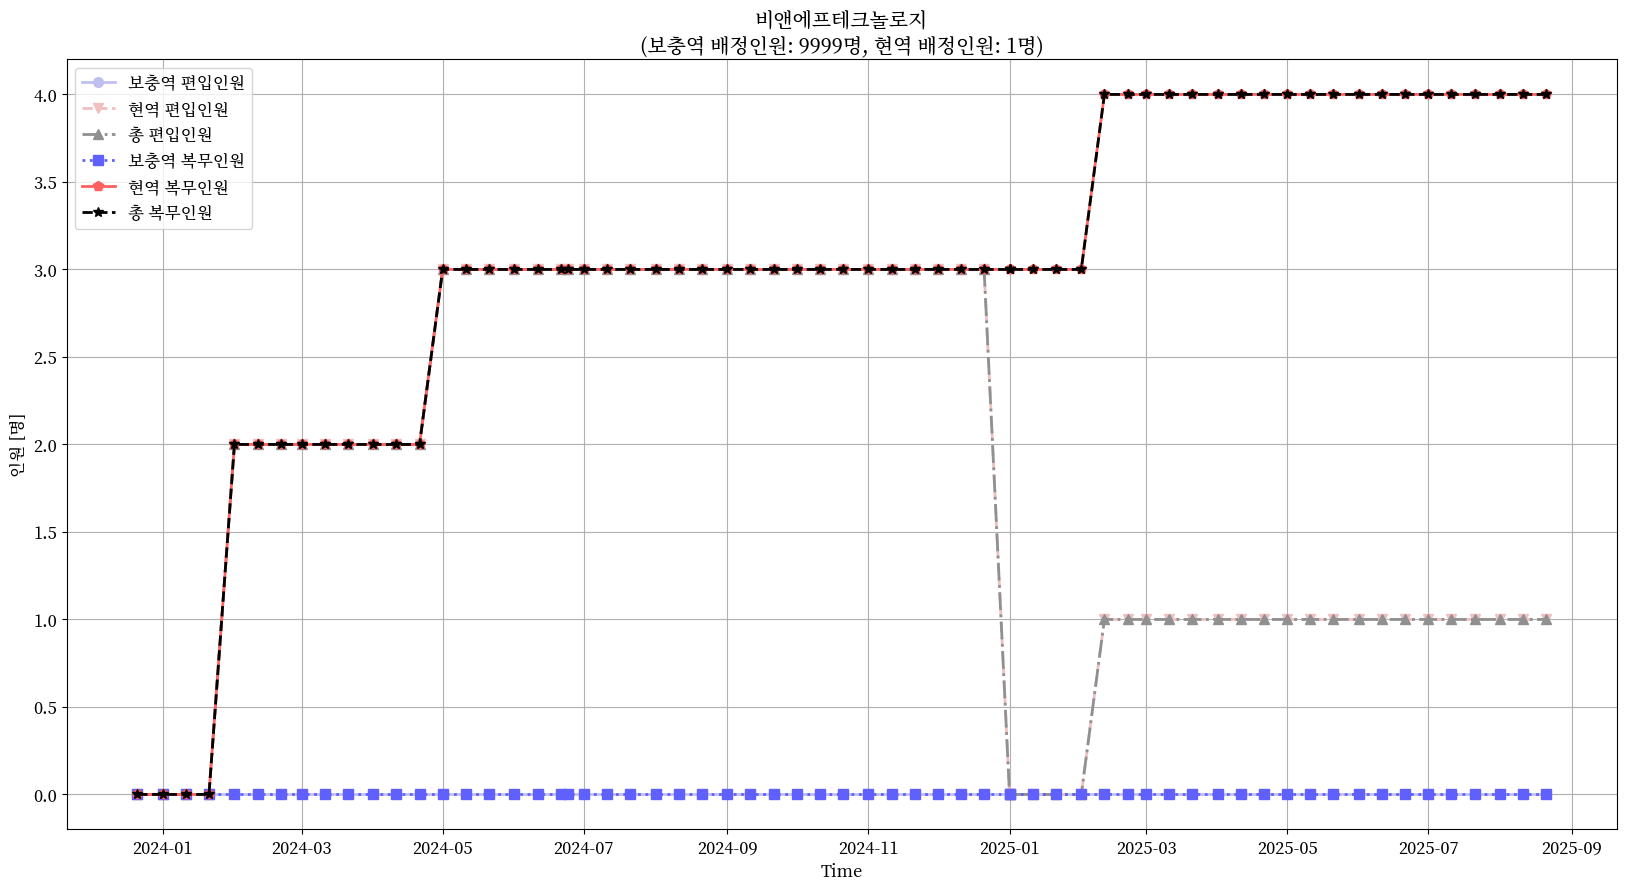 비앤에프테크놀로지
(보충역 배정인원: 9999명, 현역 배정인원: 1명)
보충역 편입인원
현역 편입인원
총 편입인원
보충역 복무인원
현역 복무인원
총 복무인원
4.0
3.5
3.0
2.5
2.0
1.5
1.0
0.5
0.0
인원 [명]
2024-01 2024-03 2024-05 2024-07 2024-09 2024-11 2025-01 2025-03 2025-05 2025-07 2025-09
Time